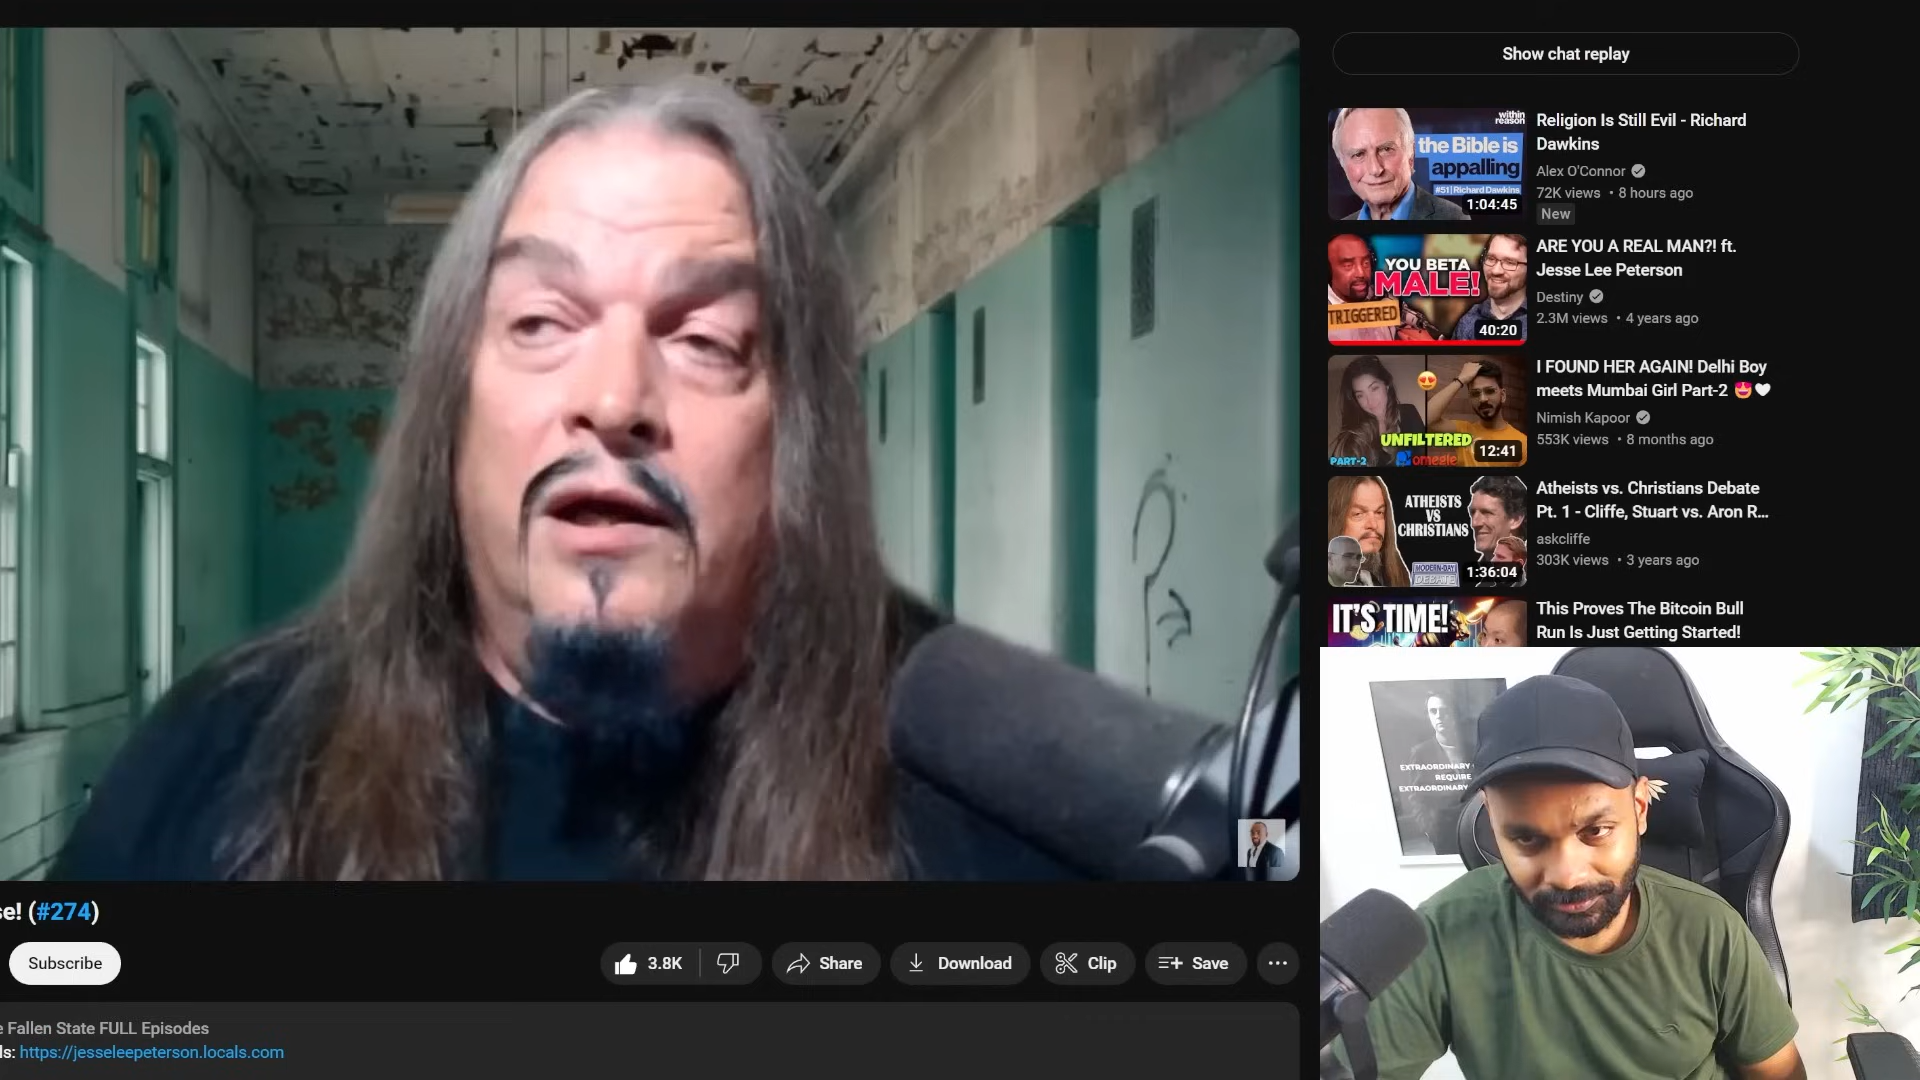 Show chat replay
within
reason
the Bible is
appalling
#51| Richard Dawkins
1:04:45
Religion Is Still Evil - Richard
Dawkins
Alex O'Connor
72K views • 8 hours ago
New
YOU BETA
MALE!
TRIGGERED
40:20
ARE YOU A REAL MAN?! ft.
Jesse Lee Peterson
Destiny
2.3M views • 4 years ago
UNFILTERED
PART-2
omegle
12:41
I FOUND HER AGAIN! Delhi Boy
meets Mumbai Girl Part-2 🤩🤍
Nimish Kapoor
553K views • 8 months ago
ATHEISTS
VS
CHRISTIANS
MODERN-DAY
DEBATE
1:36:04
Atheists vs. Christians Debate
Pt. 1 - Cliffe, Stuart vs. Aron R...
askcliffe
303K views • 3 years ago
IT'S TIME!
This Proves The Bitcoin Bull
Run Is Just Getting Started!
EXTRAORDINARY
REQUIRE
EXTRAORDINARY
se! (#274)
Subscribe
3.8K
Share
Download
Clip
Save
e Fallen State FULL Episodes
ls: https://jesseleepeterson.locals.com